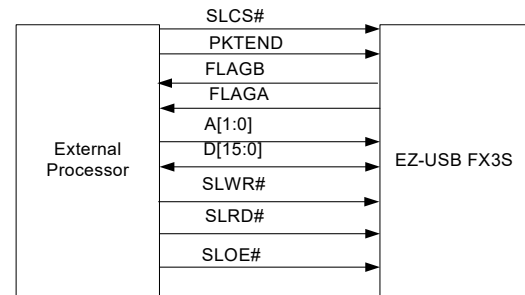 SLCS#
PKTEND
FLAGB
FLAGA
A[1:0]
D[15:0]
External
Processor
EZ-USB FX3S
SLWR#
SLRD#
SLOE#